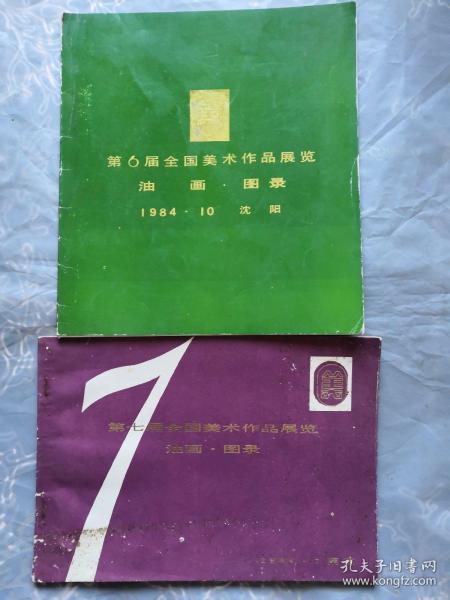 美
第6届全国美术作品展览
油画·图录
1984·10 沈阳
7
美
第七届全国美术作品展览
油画·图录
孔夫子旧书网
www.kongfz.com